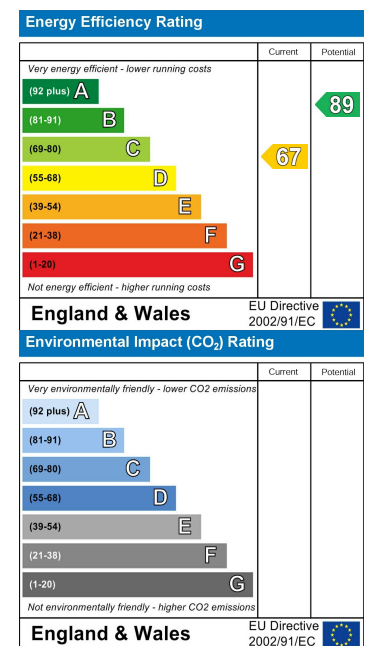 Energy Efficiency Rating
Current Potential
Very energy efficient - lower running costs
(92 plus) A
(81-91) B
89
(69-80) C
67
(55-68) D
(39-54) E
(21-38) F
(1-20) G
Not energy efficient - higher running costs
England & Wales
EU Directive
2002/91/EC
Environmental Impact (CO₂) Rating
Current Potential
Very environmentally friendly - lower CO2 emissions
(92 plus) A
(81-91) B
(69-80) C
(55-68) D
(39-54) E
(21-38) F
(1-20) G
Not environmentally friendly - higher CO2 emissions
England & Wales
EU Directive
2002/91/EC